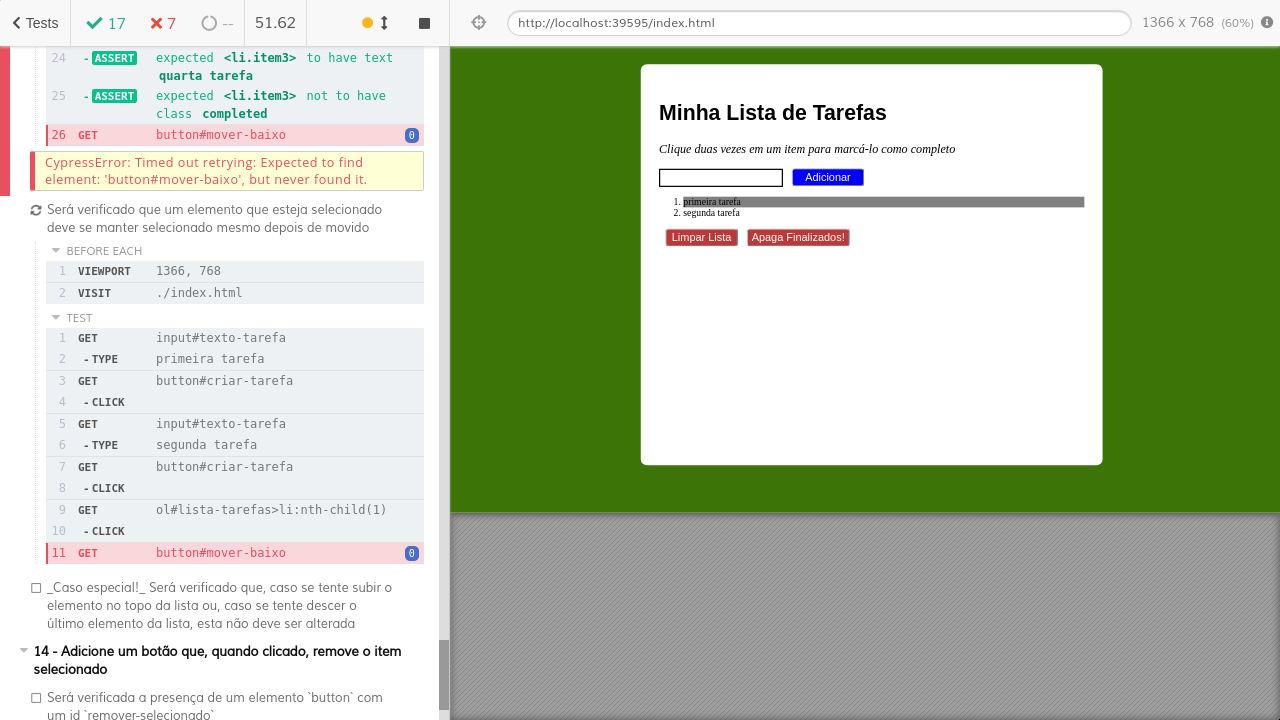 Tests
17
7
--
51.62
http://localhost:39595/index.html
1366 x 768 (60%)
24 - ASSERT expected <li.item3> to have text
quarta tarefa
25 - ASSERT expected <li.item3> not to have
class completed
26 GET button#mover-baixo 0
CypressError: Timed out retrying: Expected to find
element: 'button#mover-baixo', but never found it.
Será verificado que um elemento que esteja selecionado
deve se manter selecionado mesmo depois de movido
BEFORE EACH
1 VIEWPORT 1366, 768
2 VISIT ./index.html
TEST
1 GET input#texto-tarefa
2 - TYPE primeira tarefa
3 GET button#criar-tarefa
4 - CLICK
5 GET input#texto-tarefa
6 - TYPE segunda tarefa
7 GET button#criar-tarefa
8 - CLICK
9 GET ol#lista-tarefas>li:nth-child(1)
10 - CLICK
11 GET button#mover-baixo 0
_Caso especial!_ Será verificado que, caso se tente subir o
elemento no topo da lista ou, caso se tente descer o
último elemento da lista, esta não deve ser alterada
14 - Adicione um botão que, quando clicado, remove o item
selecionado
Será verificada a presença de um elemento `button` com
um id `remover-selecionado`
Minha Lista de Tarefas
Clique duas vezes em um item para marcá-lo como completo
Adicionar
1. primeira tarefa
2. segunda tarefa
Limpar Lista
Apaga Finalizados!